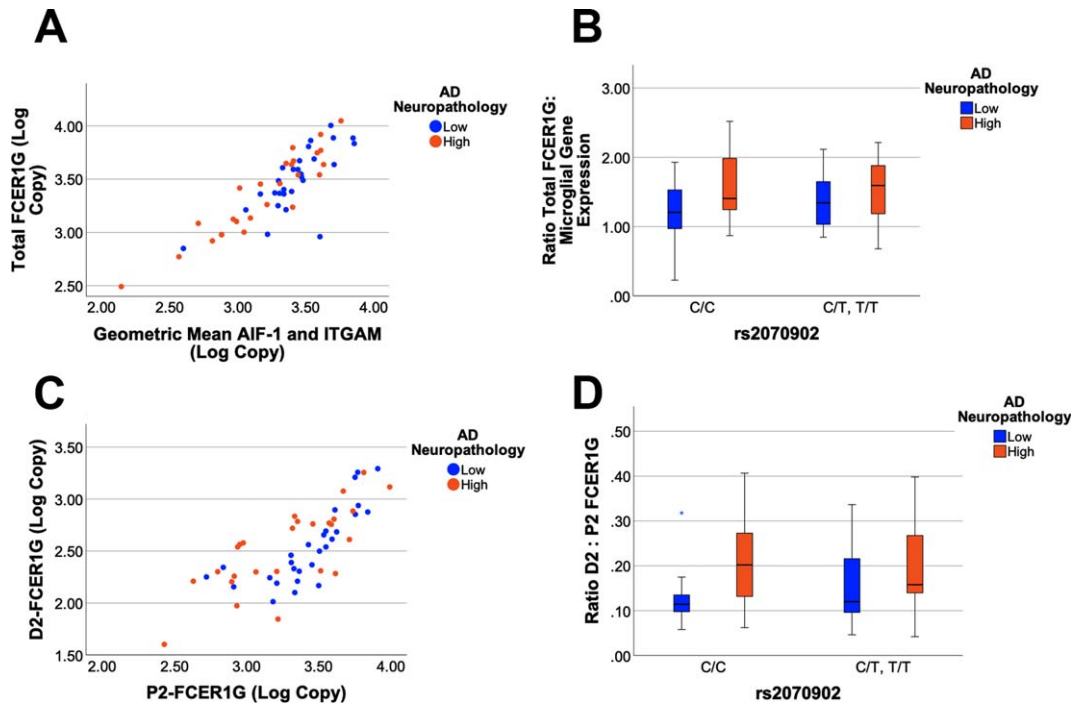 A
AD
Neuropathology
Low
High
Total FCER1G (Log
Copy)
4.00
3.50
3.00
2.50
2.00 2.50 3.00 3.50 4.00
Geometric Mean AIF-1 and ITGAM
(Log Copy)
B
AD
Neuropathology
Low
High
Ratio Total FCER1G:
Microglial Gene
Expression
3.00
2.00
1.00
.00
C/C C/T, T/T
rs2070902
C
AD
Neuropathology
Low
High
D2-FCER1G (Log Copy)
3.50
3.00
2.50
2.00
1.50
2.00 2.50 3.00 3.50 4.00
P2-FCER1G (Log Copy)
D
AD
Neuropathology
Low
High
Ratio D2 : P2 FCER1G
.50
.40
.30
.20
.10
.00
C/C C/T, T/T
rs2070902